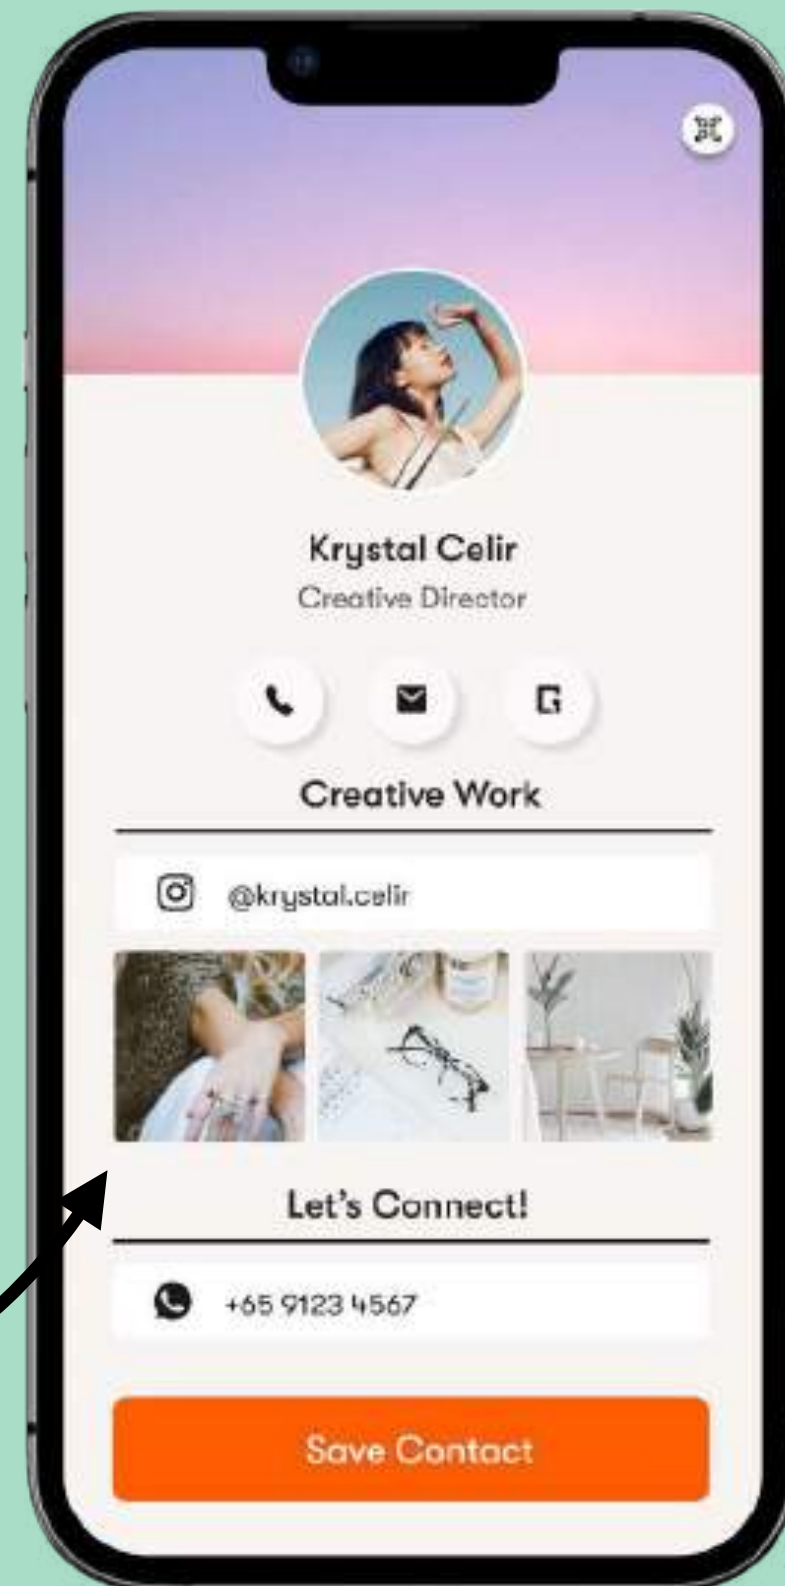 Krystal Celir
Creative Director
Creative Work
@krystal.celir
Let's Connect!
+65 9123 4567
Save Contact